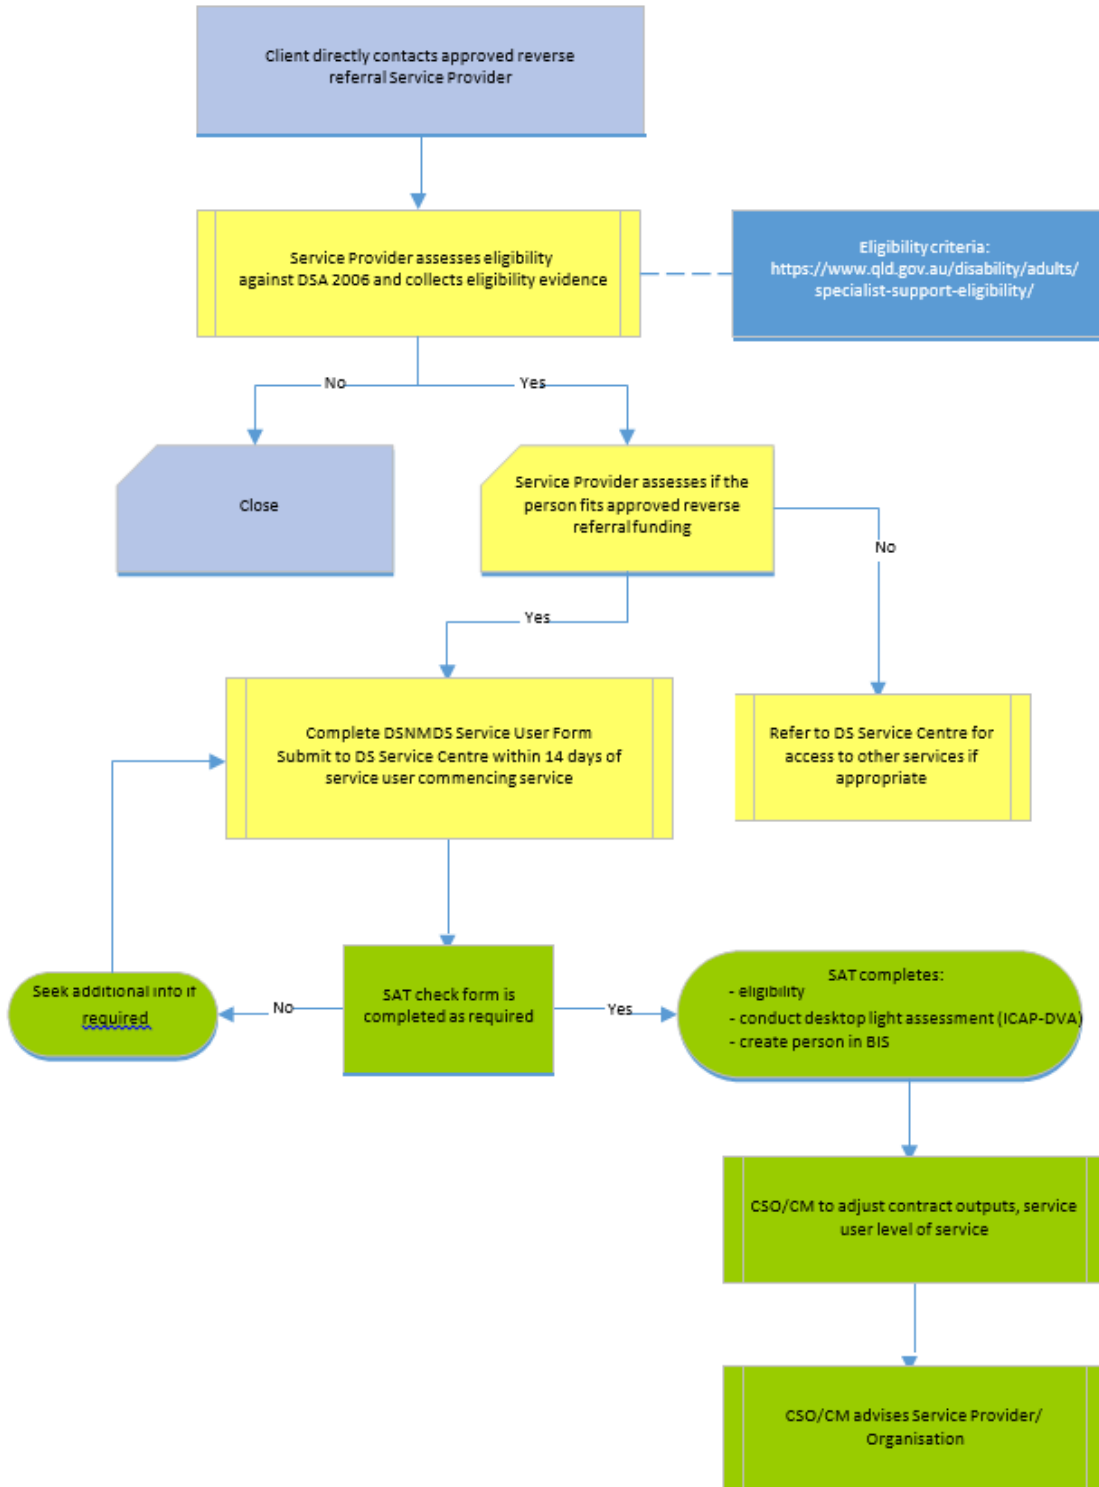 Client directly contacts approved reverse
referral Service Provider
Service Provider assesses eligibility
against DSA 2006 and collects eligibility evidence
Eligibility criteria:
https://www.qld.gov.au/disability/adults/
specialist-support-eligibility/
No
Yes
Close
Service Provider assesses if the
person fits approved reverse
referral funding
No
Yes
Complete DSNMDS Service User Form
Submit to DS Service Centre within 14 days of
service user commencing service
Refer to DS Service Centre for
access to other services if
appropriate
Seek additional info if
required
No
SAT check form is
completed as required
Yes
SAT completes:
- eligibility
- conduct desktop light assessment (ICAP-DVA)
- create person in BIS
CSO/CM to adjust contract outputs, service
user level of service
CSO/CM advises Service Provider/
Organisation